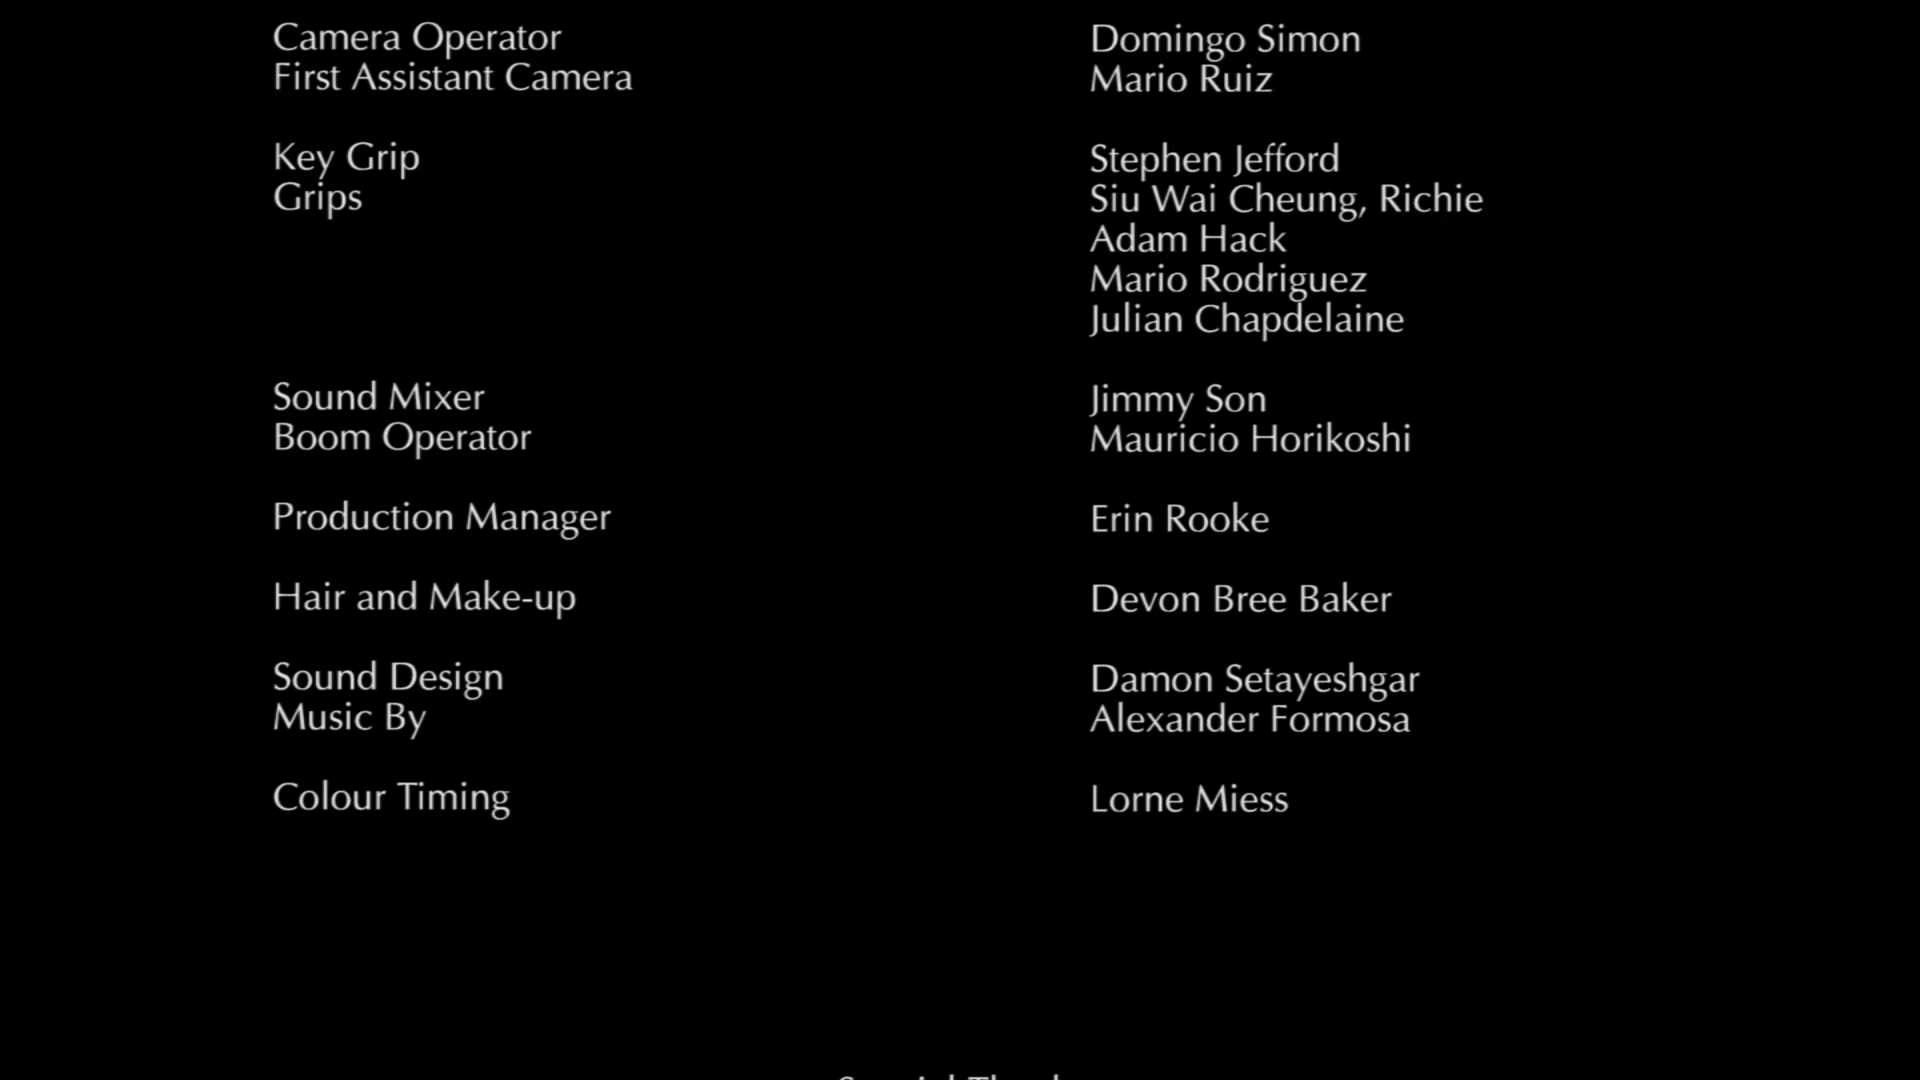 Camera Operator Domingo Simon
First Assistant Camera Mario Ruiz
Key Grip Stephen Jefford
Grips Siu Wai Cheung, Richie
Adam Hack
Mario Rodriguez
Julian Chapdelaine
Sound Mixer Jimmy Son
Boom Operator Mauricio Horikoshi
Production Manager Erin Rooke
Hair and Make-up Devon Bree Baker
Sound Design Damon Setayeshgar
Music By Alexander Formosa
Colour Timing Lorne Miess